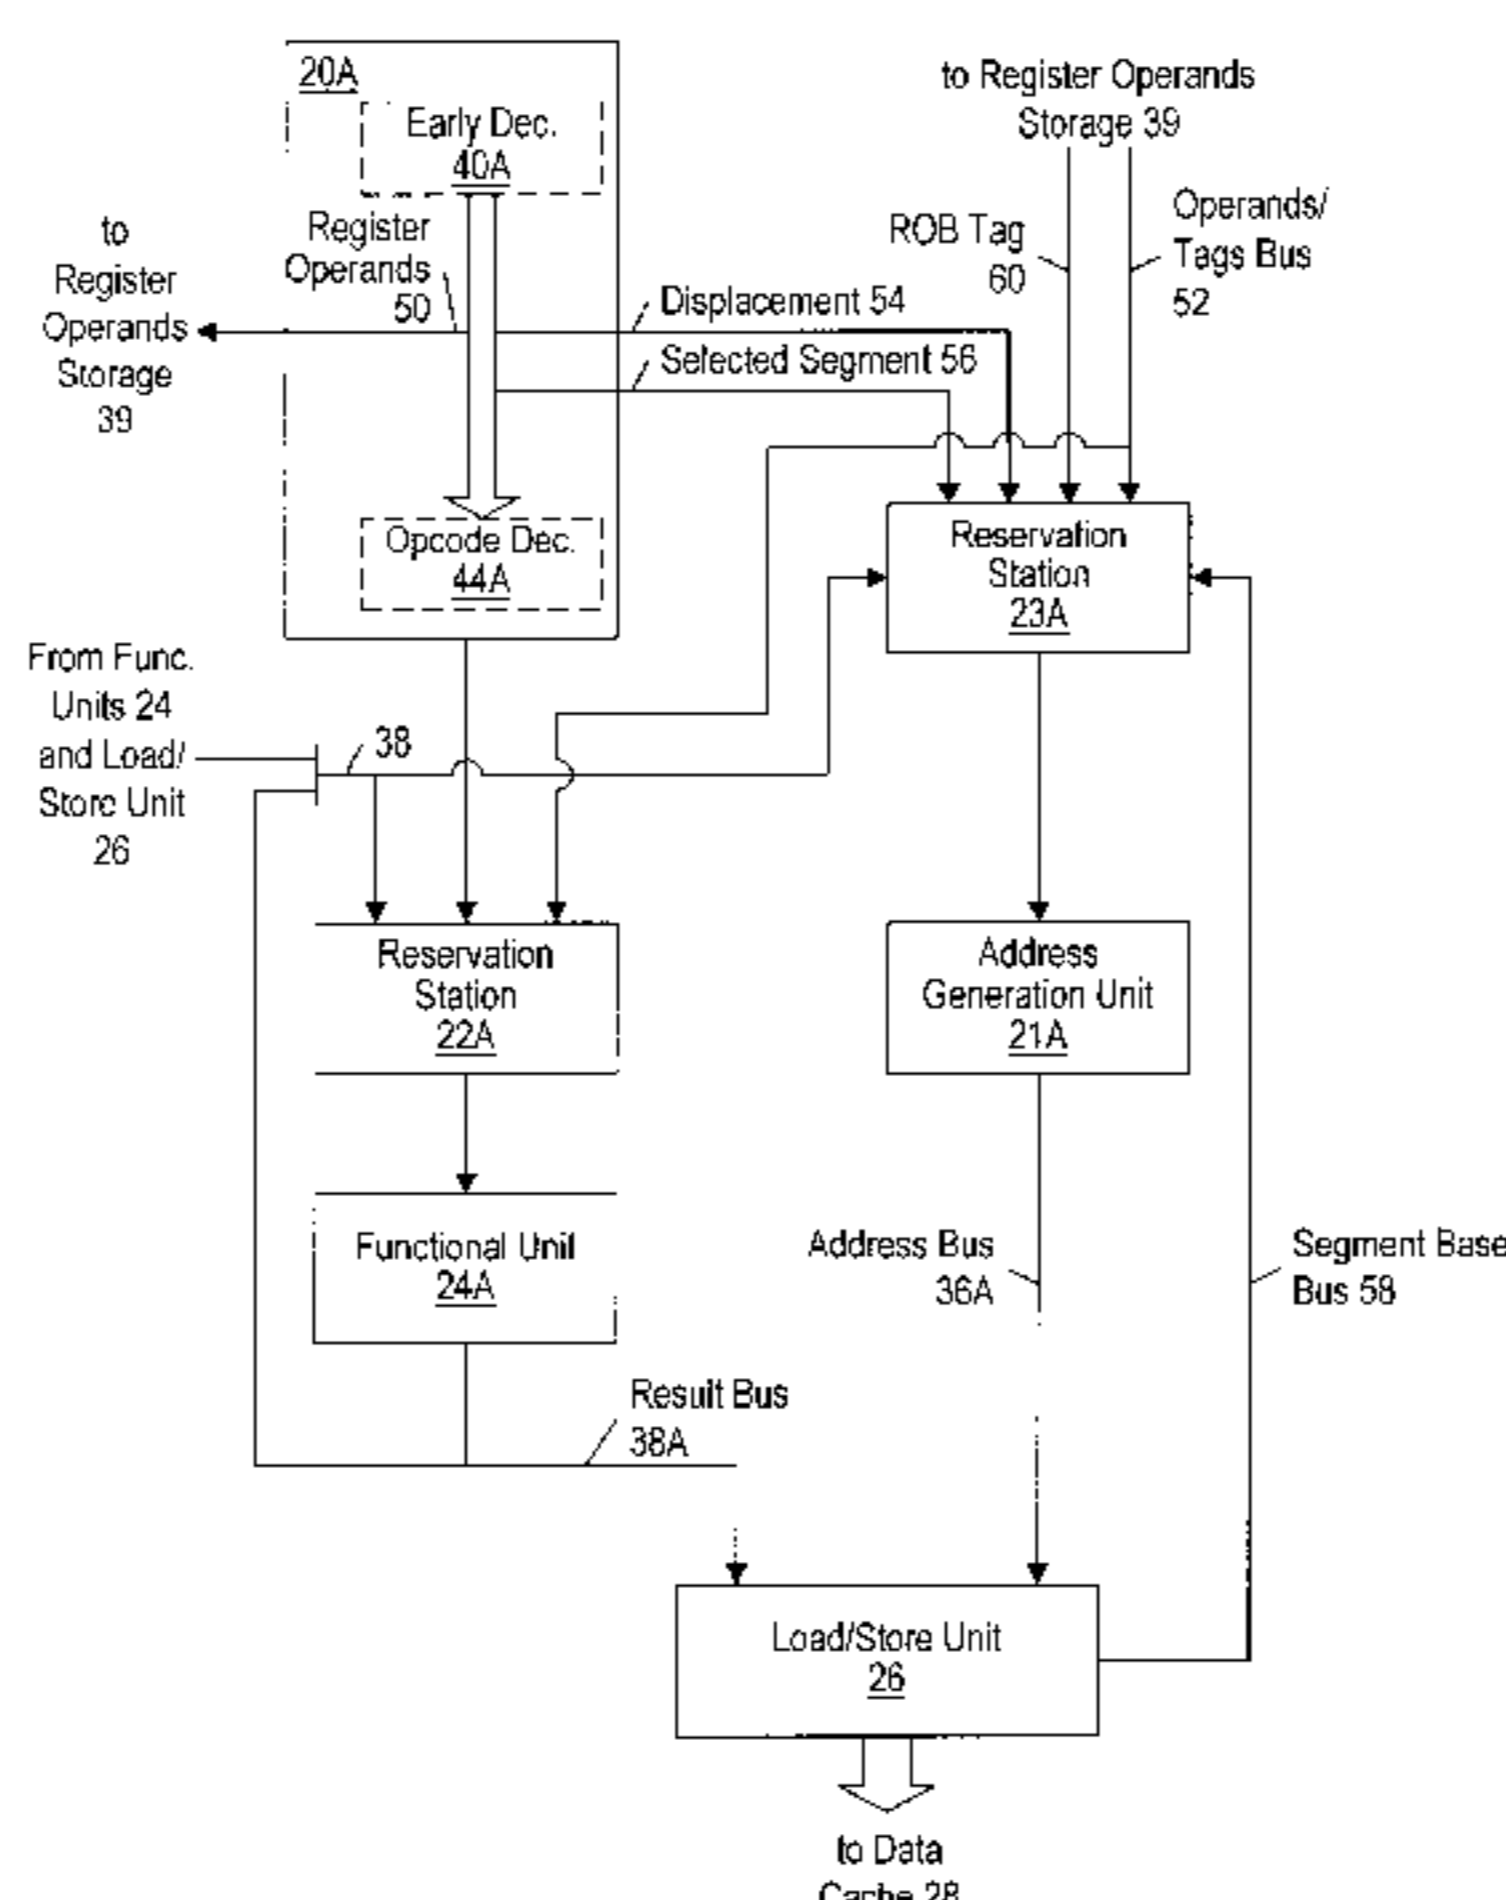 20A
Early Dec.
40A
to Register Operands
Storage 39
to
Register
Operands
Storage
39
Register
Operands
50
Displacement 54
Selected Segment 56
ROB Tag
60
Operands/
Tags Bus
52
Opcode Dec.
44A
Reservation
Station
23A
From Func.
Units 24
and Load/
Store Unit
26
38
Reservation
Station
22A
Address
Generation Unit
21A
Functional Unit
24A
Address Bus
36A
Segment Base
Bus 58
Result Bus
38A
Load/Store Unit
26
to Data
Cache 28